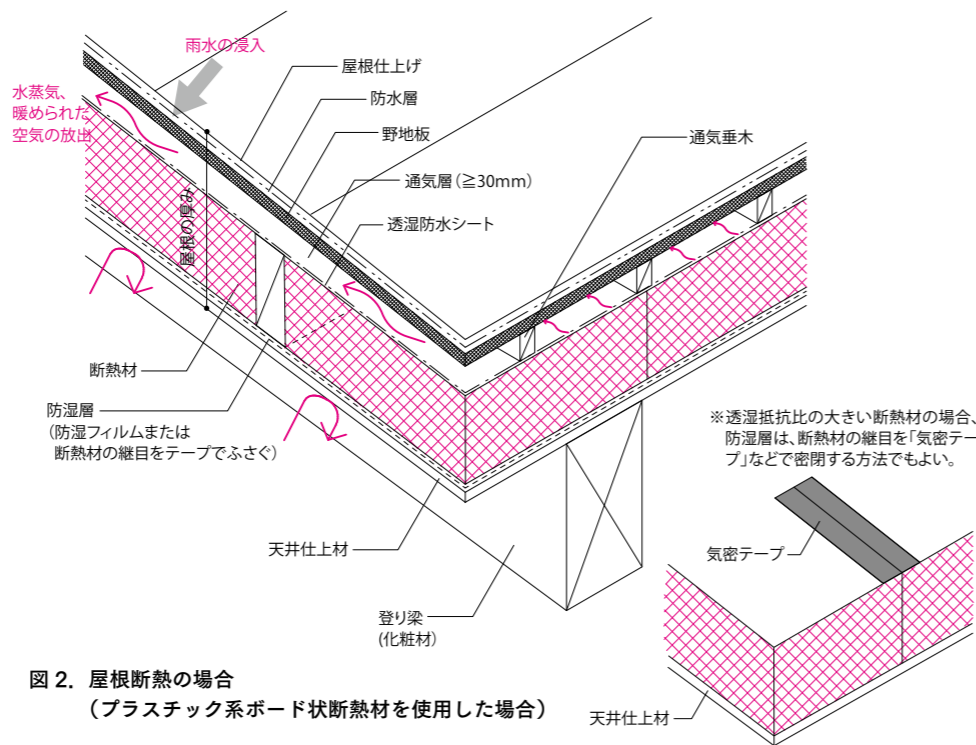 雨水の浸入
屋根仕上げ
水蒸気、
暖められた
空気の放出
防水層
野地板
通気垂木
通気層(≧30mm)
透湿防水シート
屋根の厚み
断熱材
防湿層
(防湿フィルムまたは
断熱材の継目をテープでふさぐ)
※透湿抵抗比の大きい断熱材の場合、
防湿層は、断熱材の継目を「気密テー
プ」などで密閉する方法でもよい。
天井仕上材
気密テープ
登り梁
(化粧材)
図 2. 屋根断熱の場合
(プラスチック系ボード状断熱材を使用した場合)
天井仕上材